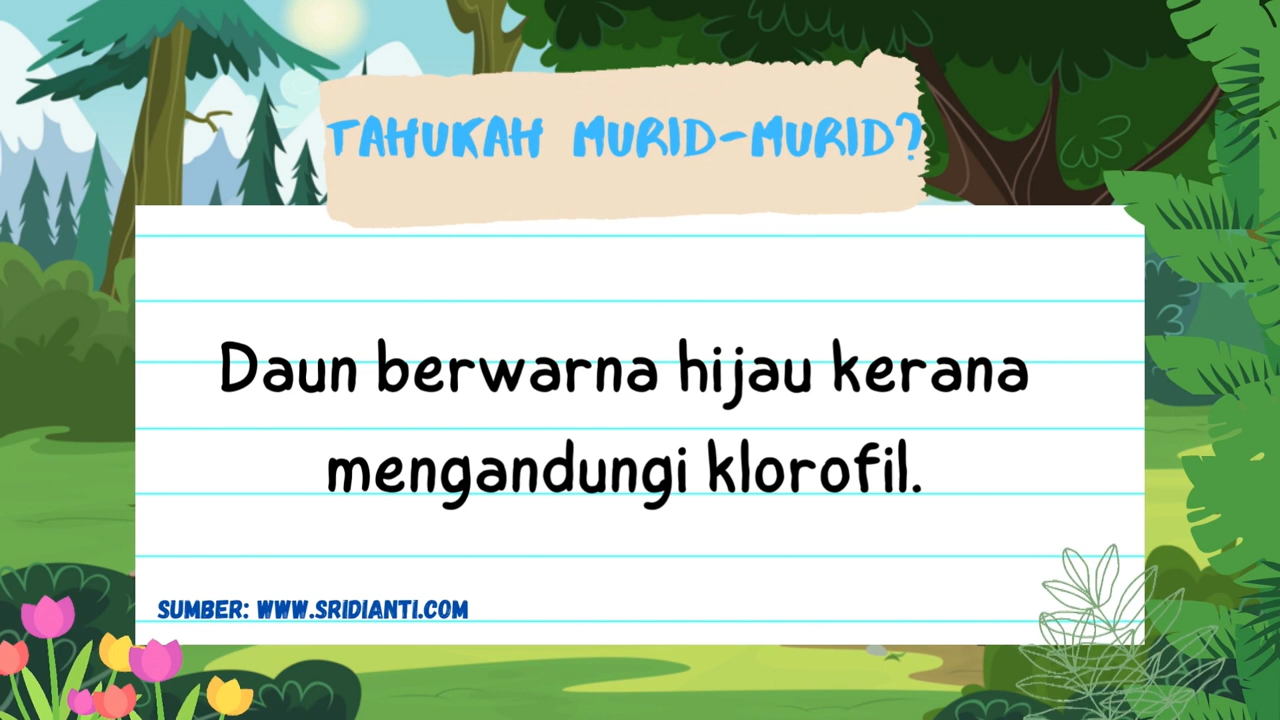 TAHUKAH MURID-MURID?
Daun berwarna hijau kerana
mengandungi klorofil.
SUMBER: WWW.SRIDIANTI.COM